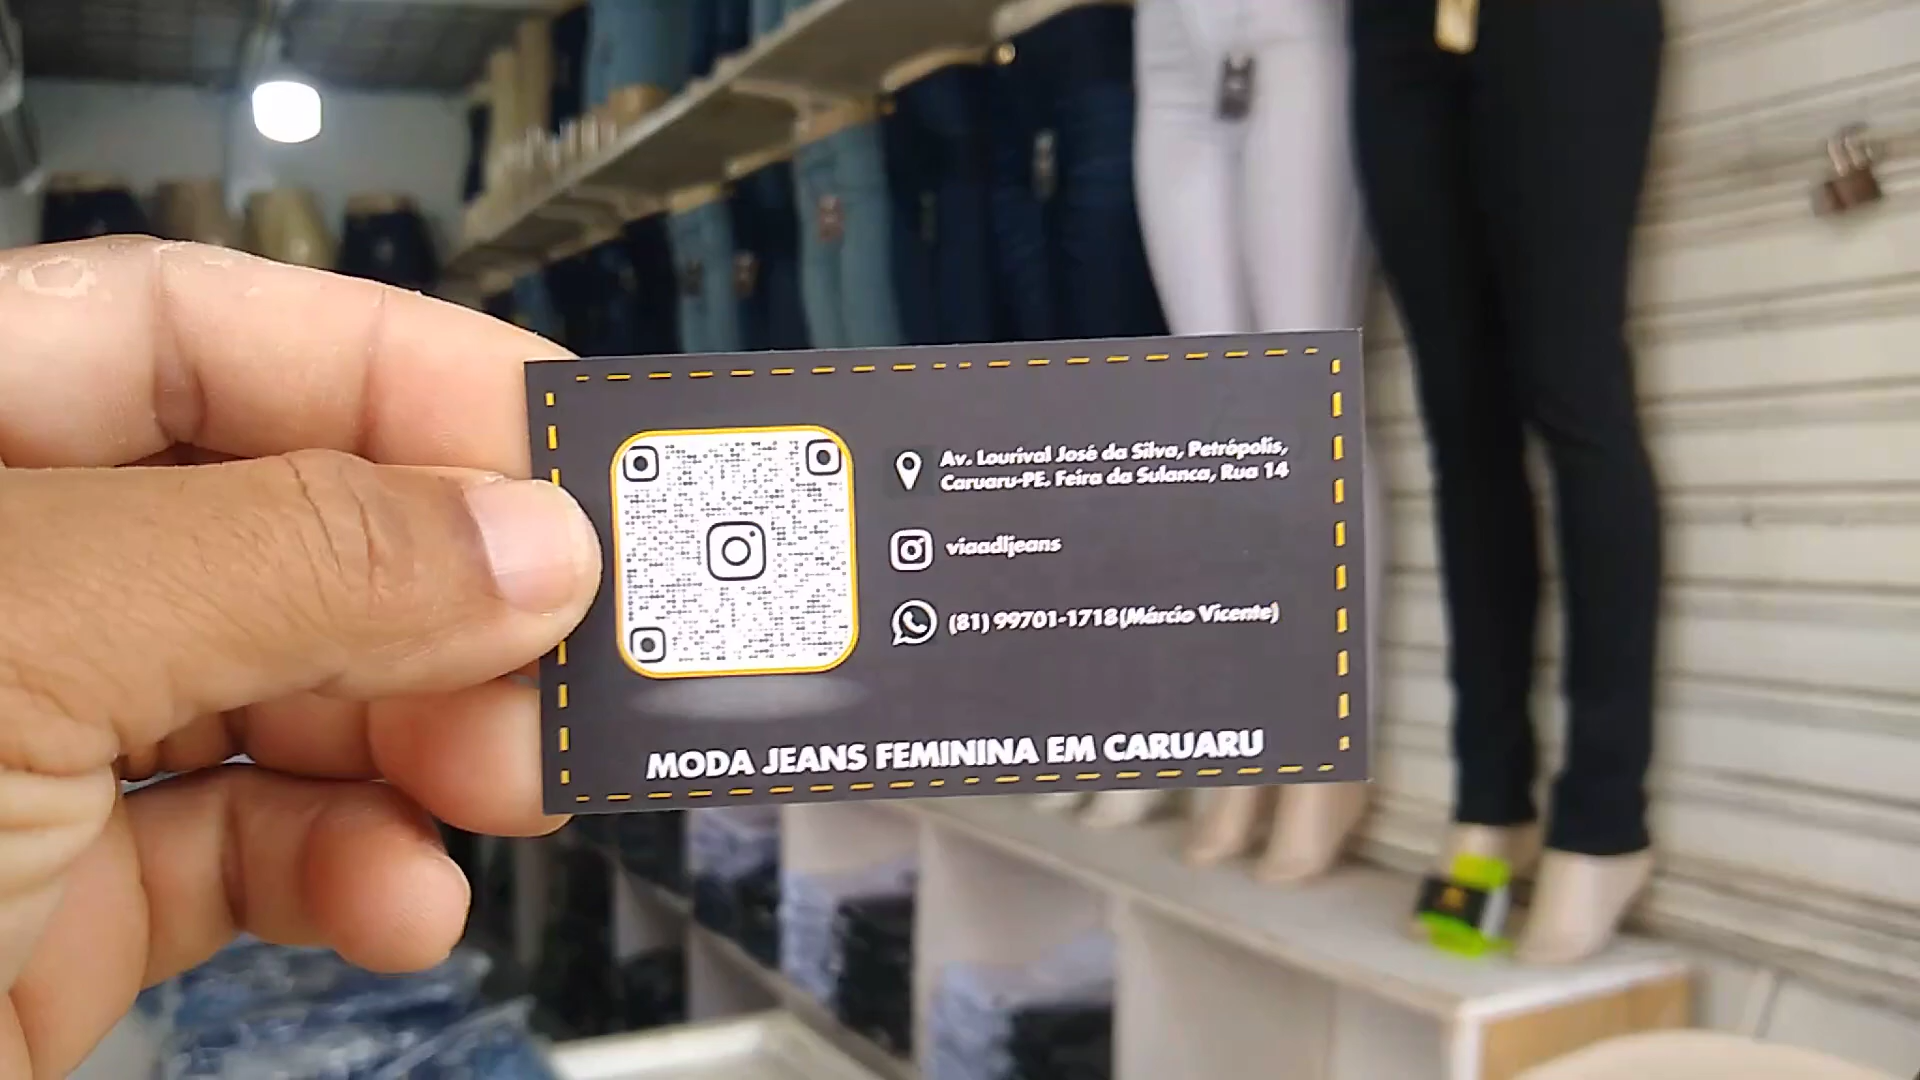 Av. Lourival José da Silva, Petrópolis,
Caruaru-PE. Feira da Sulanca, Rua 14
viaadljeans
(81) 99701-1718 (Márcio Vicente)
MODA JEANS FEMININA EM CARUARU